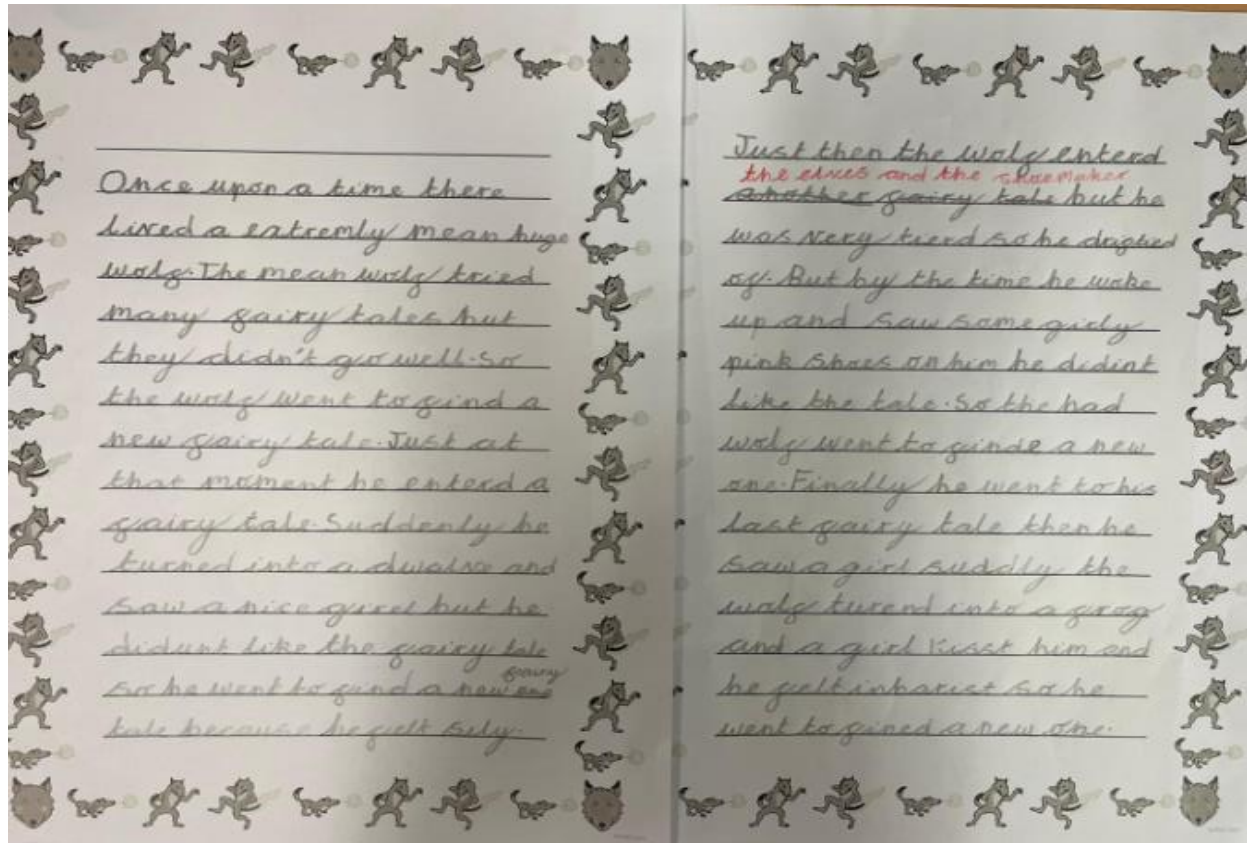 Once upon a time there
lived a extremly mean huge
wolf. The mean wolf tried
many fairy tales but
they didn't go well. So
the wolf went to find a
new fairy tale. Just at
that moment he enterd a
fairy tale. Suddenly he
turned into a dwalve and
saw a nice girel but he
didunt like the fairy tale
fairy
so he went to find a new one
tale because he felt sily.
Just then the wolf enterd
the elves and the shoemaker
another fairy tale but he
was very tierd so he drifted
of. But by the time he woke
up and saw some girly
pink shoes on him he didint
like the tale. So the bad
wolf went to finde a new
one. Finally he went to his
last fairy tale then he
saw a girl suddly the
wolf turend into a frog
and a girl kisst him and
he felt inbarist so he
went to fined a new one.